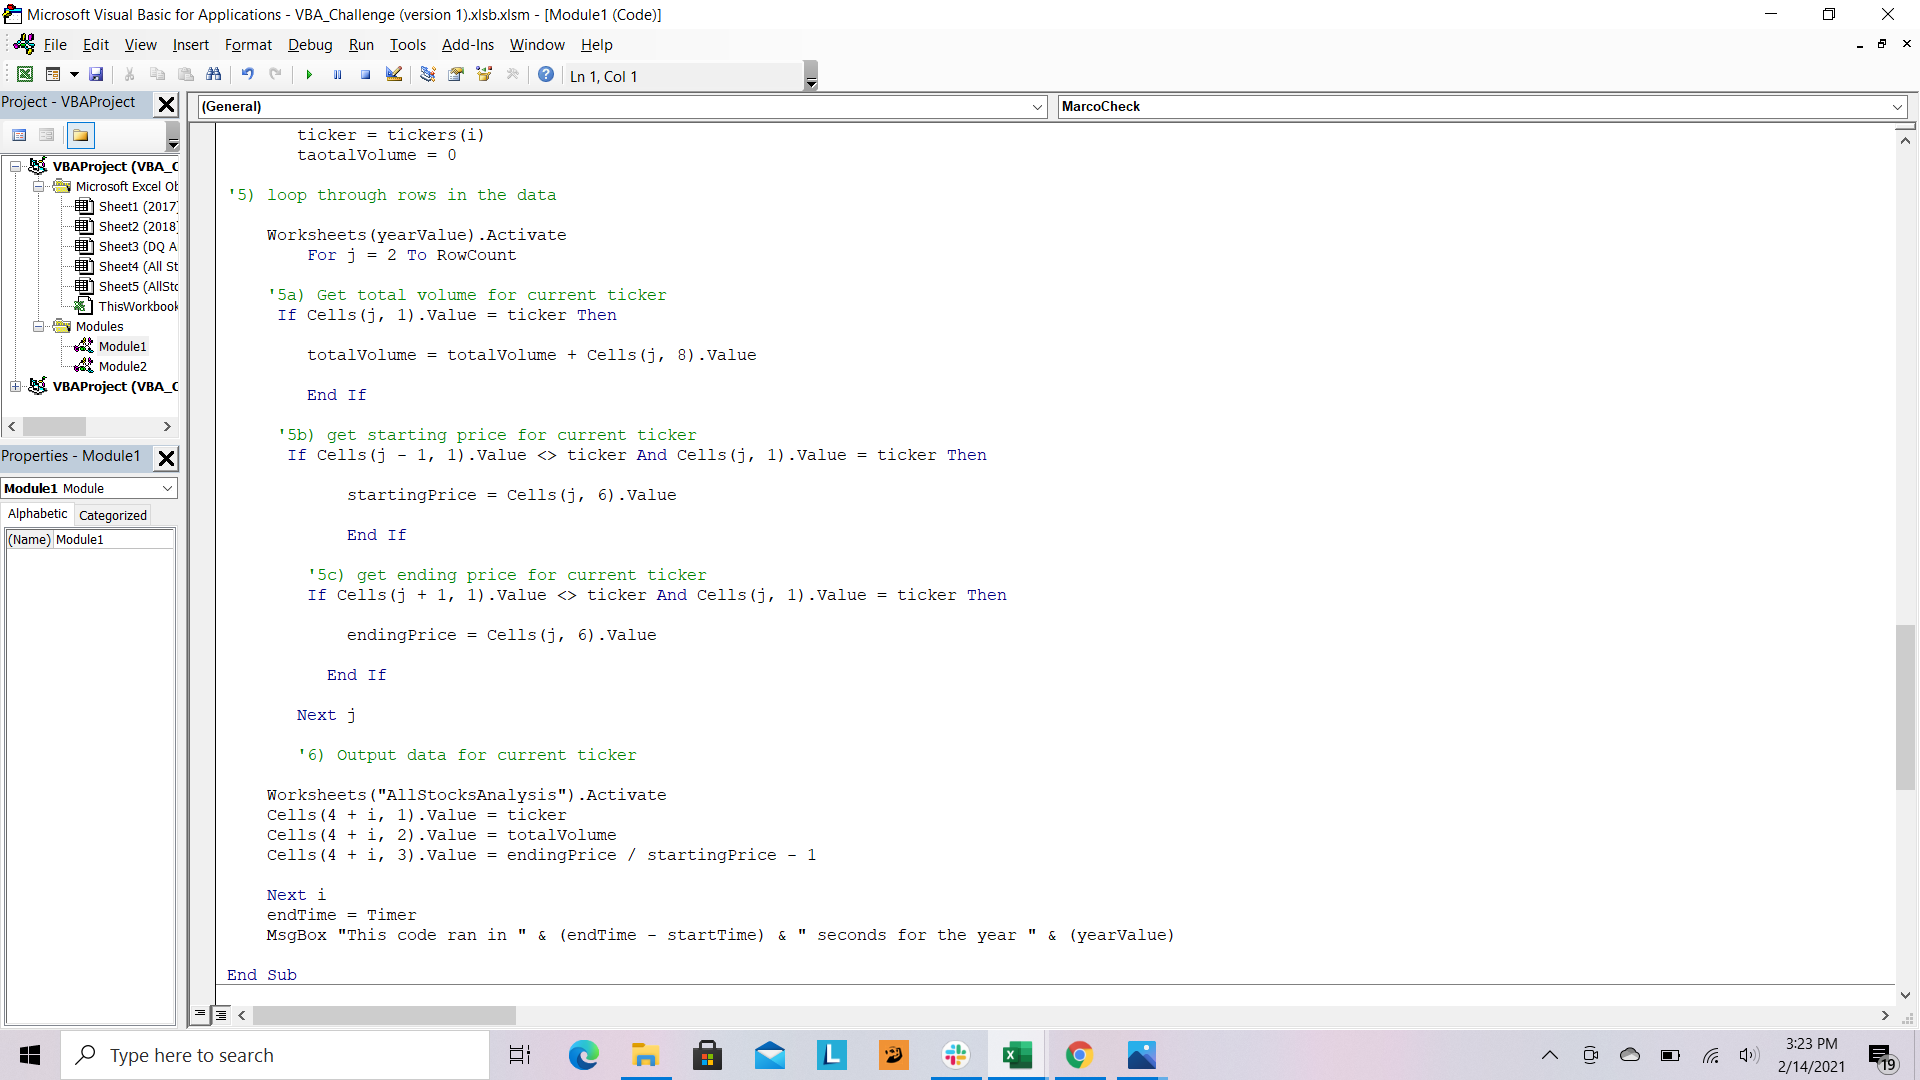 Microsoft Visual Basic for Applications - VBA_Challenge (version 1).xlsb.xlsm - [Module1 (Code)]
File Edit View Insert Format Debug Run Tools Add-Ins Window Help
Ln 1, Col 1
Project - VBAProject
(General)
MarcoCheck
VBAProject (VBA_C
Microsoft Excel Ob
Sheet1 (2017
Sheet2 (2018
Sheet3 (DQ A
Sheet4 (All St
Sheet5 (AllSto
ThisWorkbook
Modules
Module1
Module2
VBAProject (VBA_C
Properties - Module1
Module1 Module
Alphabetic Categorized
(Name) Module1
ticker = tickers(i)
taotalVolume = 0
'5) loop through rows in the data
Worksheets(yearValue).Activate
For j = 2 To RowCount
'5a) Get total volume for current ticker
If Cells(j, 1).Value = ticker Then
totalVolume = totalVolume + Cells(j, 8).Value
End If
'5b) get starting price for current ticker
If Cells(j - 1, 1).Value <> ticker And Cells(j, 1).Value = ticker Then
startingPrice = Cells(j, 6).Value
End If
'5c) get ending price for current ticker
If Cells(j + 1, 1).Value <> ticker And Cells(j, 1).Value = ticker Then
endingPrice = Cells(j, 6).Value
End If
Next j
'6) Output data for current ticker
Worksheets("AllStocksAnalysis").Activate
Cells(4 + i, 1).Value = ticker
Cells(4 + i, 2).Value = totalVolume
Cells(4 + i, 3).Value = endingPrice / startingPrice - 1
Next i
endTime = Timer
MsgBox "This code ran in " & (endTime - startTime) & " seconds for the year " & (yearValue)
End Sub
Type here to search
3:23 PM
2/14/2021
19